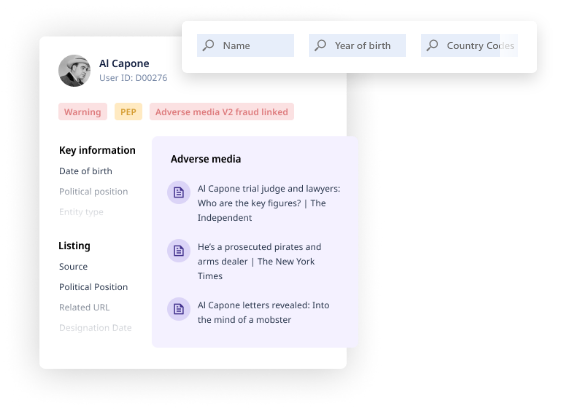 Name
Year of birth
Country Codes
Al Capone
User ID: D00276
Warning
PEP
Adverse media V2 fraud linked
Key information
Date of birth
Political position
Entity type
Listing
Source
Political Position
Related URL
Designation Date
Adverse media
Al Capone trial judge and lawyers:
Who are the key figures? | The
Independent
He's a prosecuted pirates and
arms dealer | The New York
Times
Al Capone letters revealed: Into
the mind of a mobster